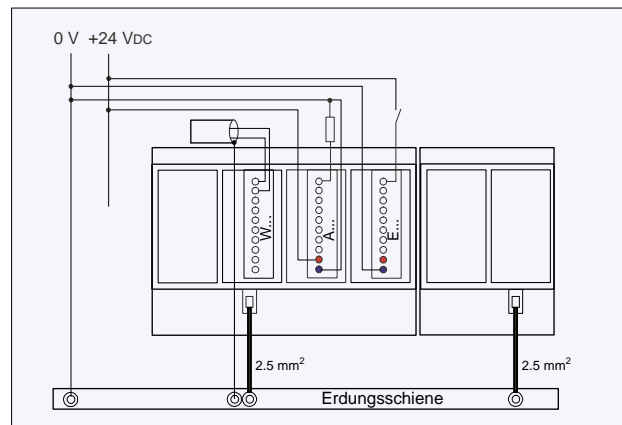 0 V +24 VDC
W...
A...
E...
2.5 mm²
2.5 mm²
Erdungsschiene